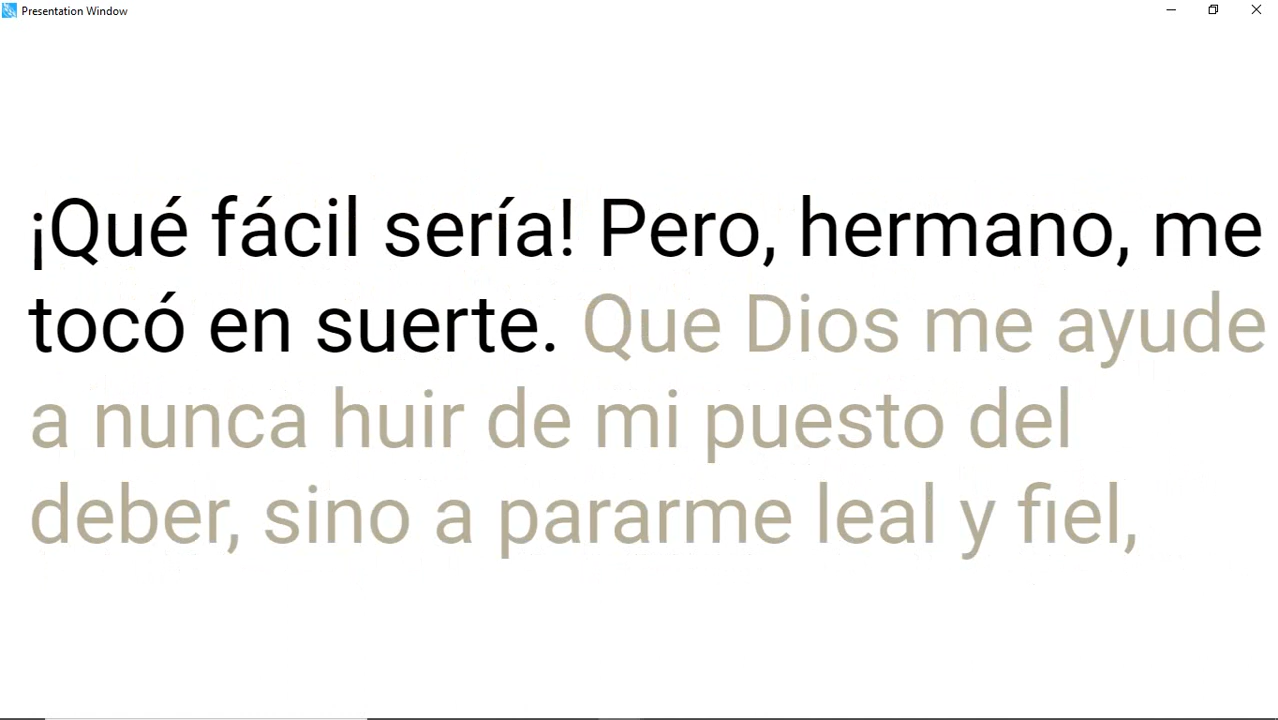 Presentation Window
¡Qué fácil sería! Pero, hermano, me
tocó en suerte. Que Dios me ayude
a nunca huir de mi puesto del
deber, sino a pararme leal y fiel,